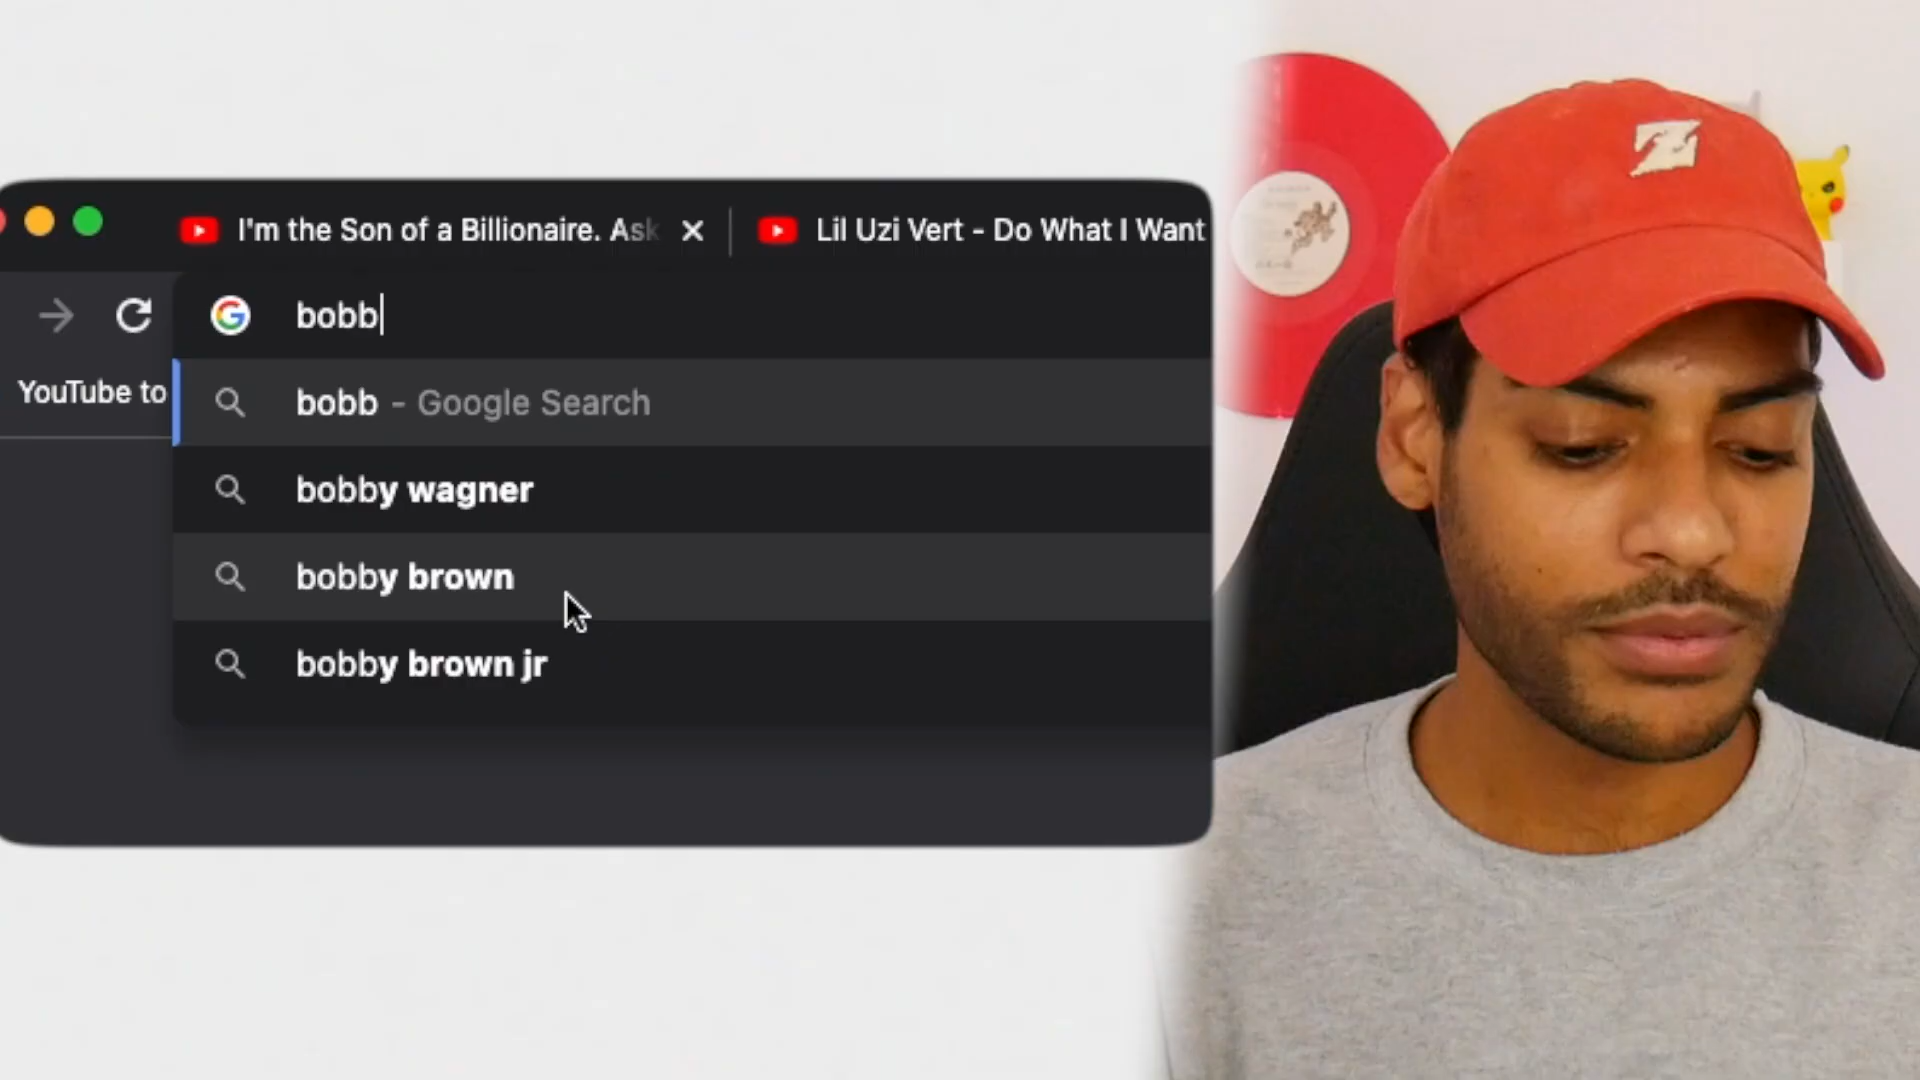 I'm the Son of a Billionaire. Ask
Lil Uzi Vert - Do What I Want
bobb
YouTube to
bobb - Google Search
bobby wagner
bobby brown
bobby brown jr
Z